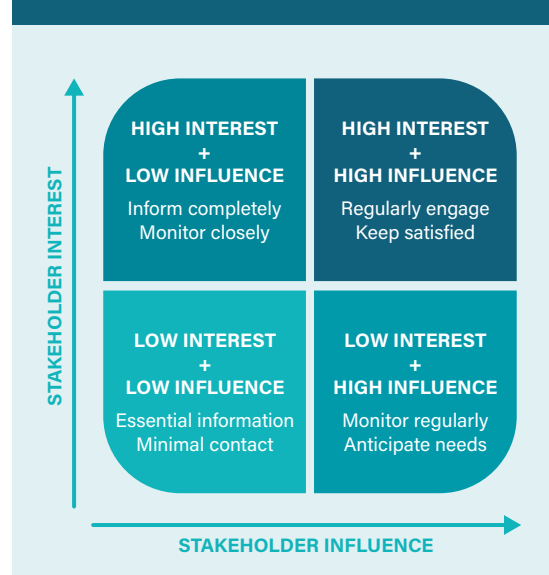 STAKEHOLDER INTEREST
HIGH INTEREST
+
LOW INFLUENCE
Inform completely
Monitor closely
HIGH INTEREST
+
HIGH INFLUENCE
Regularly engage
Keep satisfied
LOW INTEREST
+
LOW INFLUENCE
Essential information
Minimal contact
LOW INTEREST
+
HIGH INFLUENCE
Monitor regularly
Anticipate needs
STAKEHOLDER INFLUENCE